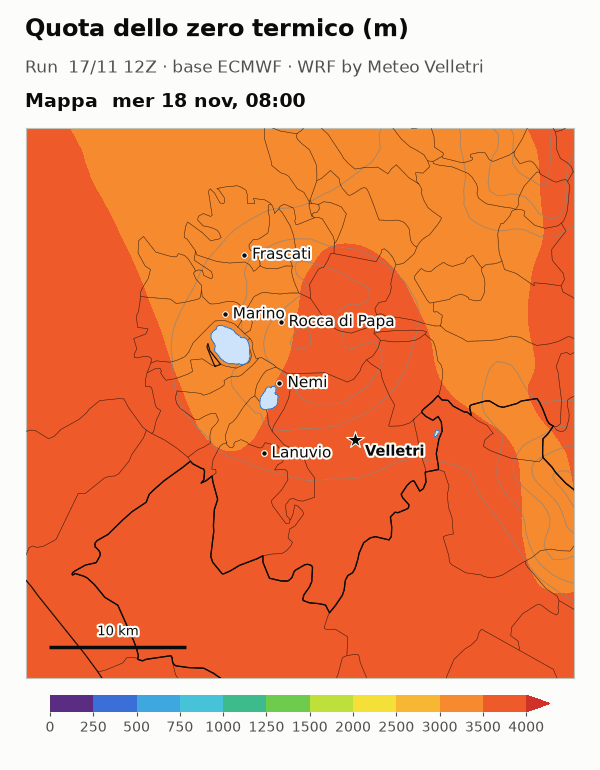 Quota dello zero termico (m)
Run 17/11 12Z · base ECMWF · WRF by Meteo Velletri
Mappa mer 18 nov, 08:00
Frascati
Marino
Rocca di Papa
Nemi
Velletri
Lanuvio
10 km
0 250 500 750 1000 1250 1500 2000 2500 3000 3500 4000